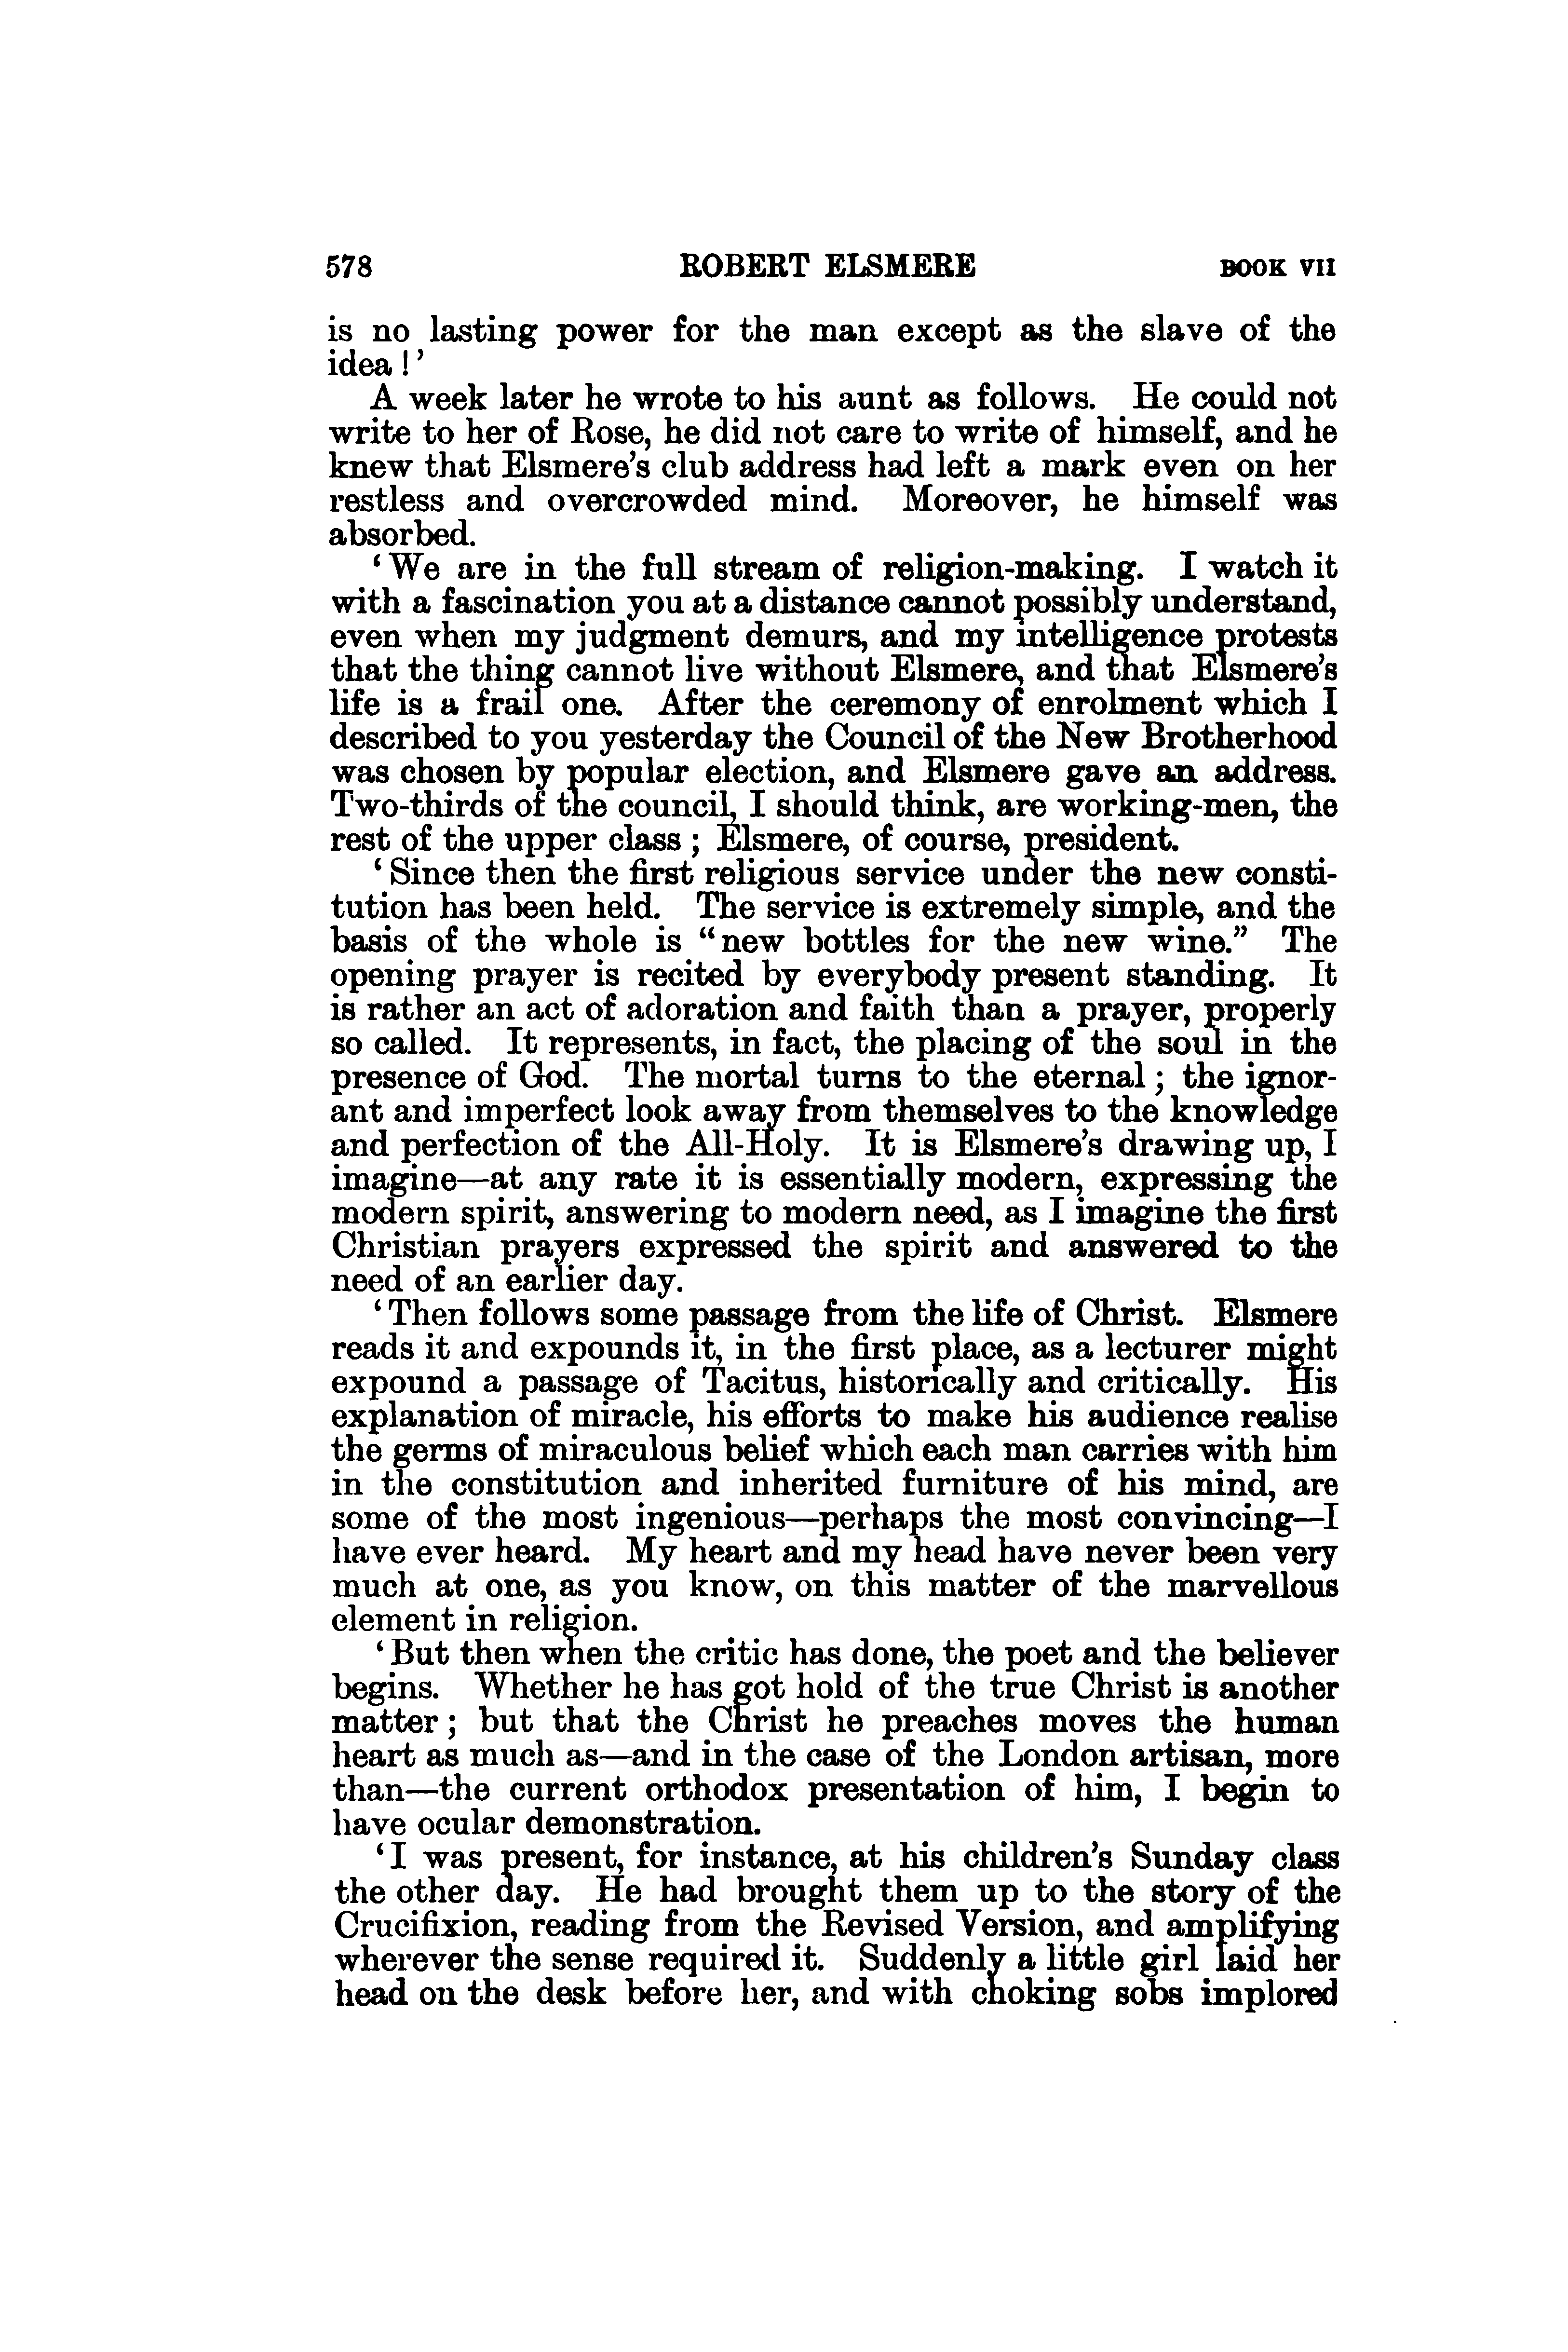 578 ROBERT ELSMERE BOOK VII
is no lasting power for the man except as the slave of the
idea !’
A week later he wrote to his aunt as follows. He could not
write to her of Rose, he did not care to write of himself, and he
knew that Elsmere’s club address had left a mark even on her
restless and overcrowded mind. Moreover, he himself was
absorbed.
‘We are in the full stream of religion-making. I watch it
with a fascination you at a distance cannot possibly understand,
even when my judgment demurs, and my intelligence protests
that the thing cannot live without Elsmere, and that Elsmere’s
life is a frail one. After the ceremony of enrolment which I
described to you yesterday the Council of the New Brotherhood
was chosen by popular election, and Elsmere gave an address.
Two-thirds of the council, I should think, are working-men, the
rest of the upper class ; Elsmere, of course, president.
‘Since then the first religious service under the new consti-
tution has been held. The service is extremely simple, and the
basis of the whole is “new bottles for the new wine.” The
opening prayer is recited by everybody present standing. It
is rather an act of adoration and faith than a prayer, properly
so called. It represents, in fact, the placing of the soul in the
presence of God. The mortal turns to the eternal ; the ignor-
ant and imperfect look away from themselves to the knowledge
and perfection of the All-Holy. It is Elsmere’s drawing up, I
imagine—at any rate it is essentially modern, expressing the
modern spirit, answering to modern need, as I imagine the first
Christian prayers expressed the spirit and answered to the
need of an earlier day.
‘Then follows some passage from the life of Christ. Elsmere
reads it and expounds it, in the first place, as a lecturer might
expound a passage of Tacitus, historically and critically. His
explanation of miracle, his efforts to make his audience realise
the germs of miraculous belief which each man carries with him
in the constitution and inherited furniture of his mind, are
some of the most ingenious—perhaps the most convincing—I
have ever heard. My heart and my head have never been very
much at one, as you know, on this matter of the marvellous
element in religion.
‘But then when the critic has done, the poet and the believer
begins. Whether he has got hold of the true Christ is another
matter ; but that the Christ he preaches moves the human
heart as much as—and in the case of the London artisan, more
than—the current orthodox presentation of him, I begin to
have ocular demonstration.
‘I was present, for instance, at his children’s Sunday class
the other day. He had brought them up to the story of the
Crucifixion, reading from the Revised Version, and amplifying
wherever the sense required it. Suddenly a little girl laid her
head on the desk before her, and with choking sobs implored